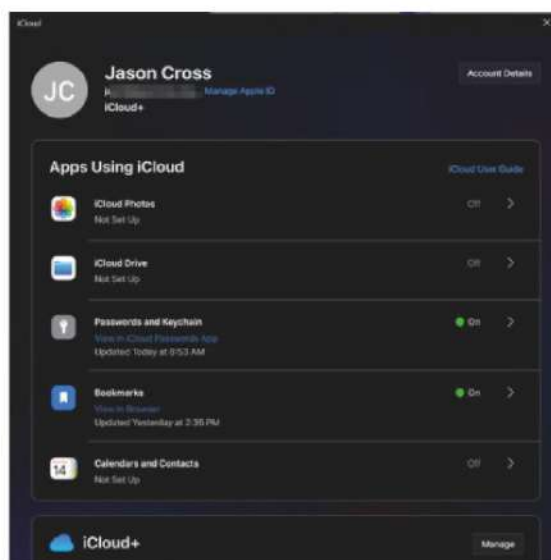 iCloud
JC
Jason Cross
Account Details
Manage Apple ID
iCloud+
Apps Using iCloud
iCloud User Guide
iCloud Photos
Off
Not Set Up
iCloud Drive
Off
Not Set Up
Passwords and Keychain
On
View in iCloud Passwords App
Updated Today at 8:53 AM
Bookmarks
On
View in Browser
Updated Yesterday at 2:35 PM
Calendars and Contacts
14
Off
Not Set Up
iCloud+
Manage